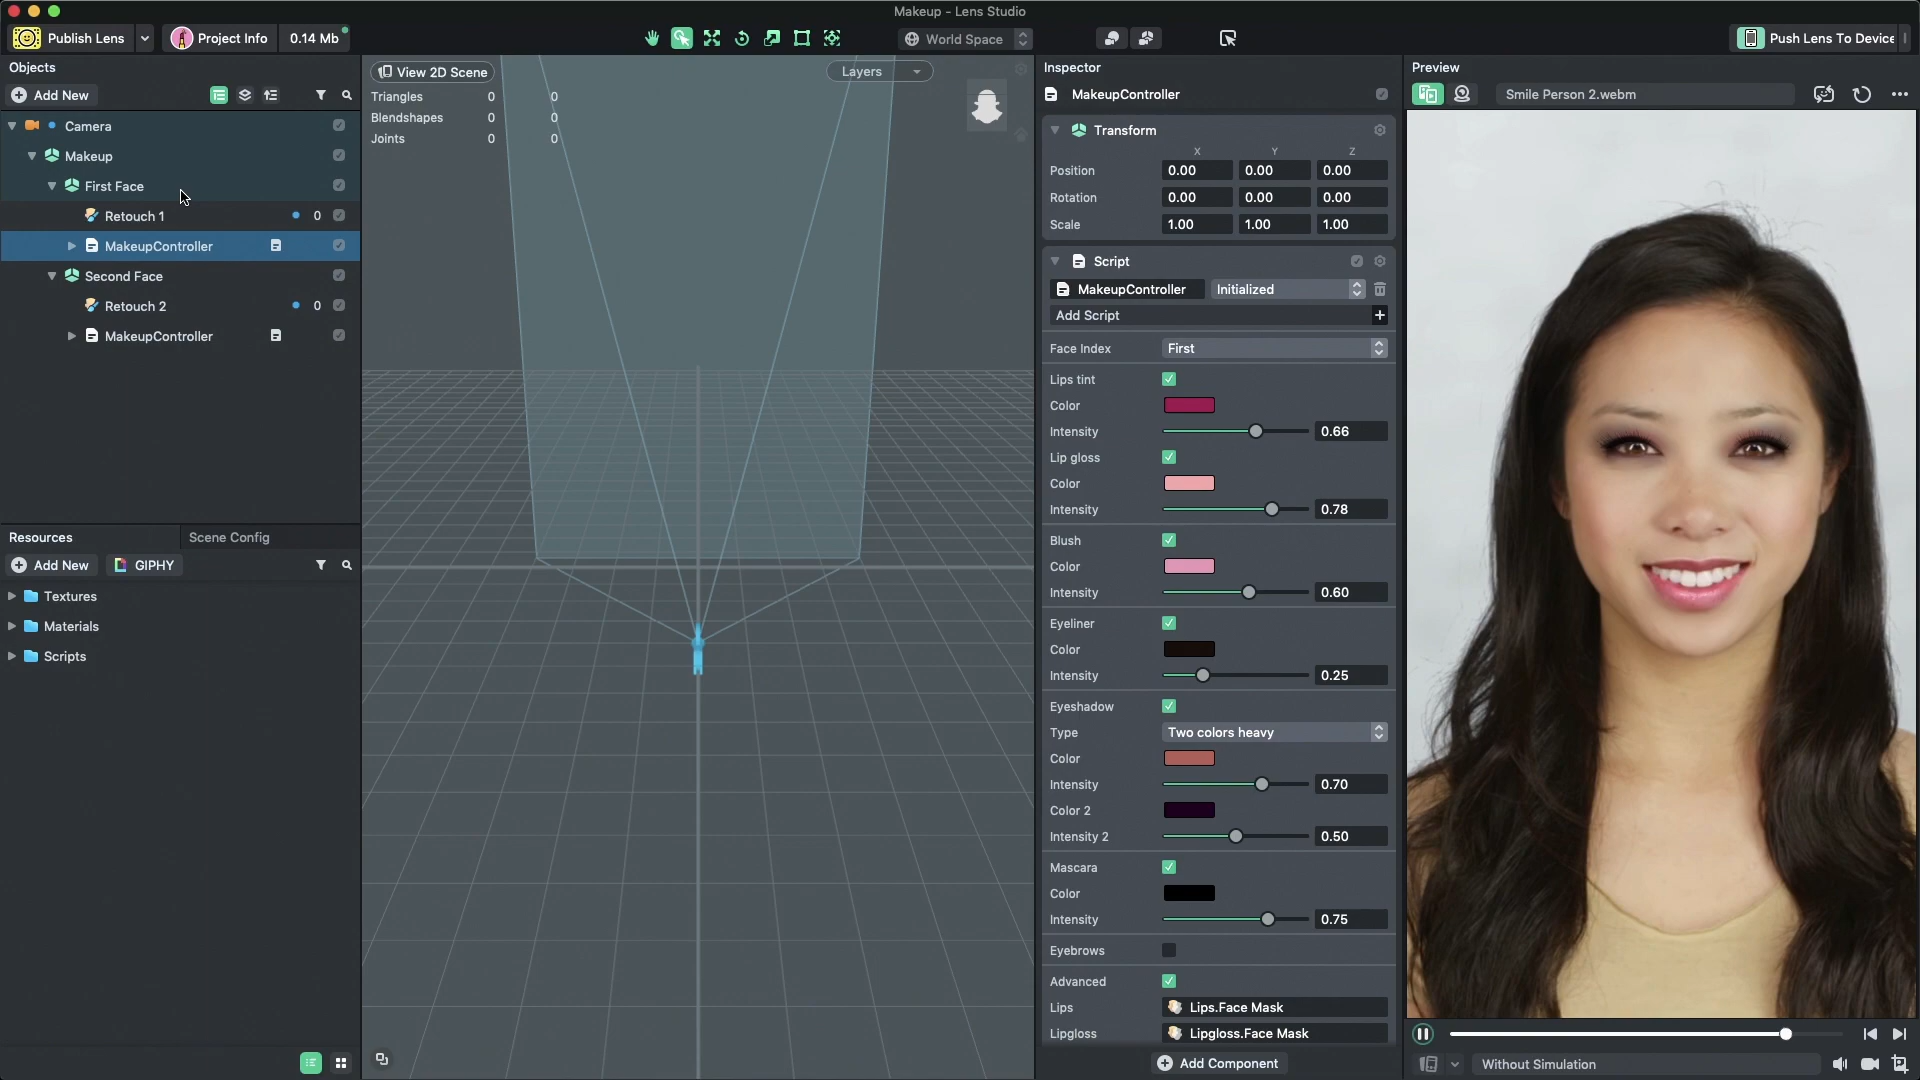 Makeup - Lens Studio
Publish Lens
Project Info
0.14 Mb
World Space
Push Lens To Device
Objects
Add New
Camera
Makeup
First Face
Retouch 1
0
MakeupController
Second Face
Retouch 2
0
MakeupController
Resources
Scene Config
Add New
GIPHY
Textures
Materials
Scripts
View 2D Scene
Layers
Triangles 0 0
Blendshapes 0 0
Joints 0 0
Inspector
MakeupController
Transform
X Y Z
Position 0.00 0.00 0.00
Rotation 0.00 0.00 0.00
Scale 1.00 1.00 1.00
Script
MakeupController Initialized
Add Script +
Face Index First
Lips tint
Color
Intensity 0.66
Lip gloss
Color
Intensity 0.78
Blush
Color
Intensity 0.60
Eyeliner
Color
Intensity 0.25
Eyeshadow
Type Two colors heavy
Color
Intensity 0.70
Color 2
Intensity 2 0.50
Mascara
Color
Intensity 0.75
Eyebrows
Advanced
Lips Lips.Face Mask
Lipgloss Lipgloss.Face Mask
Add Component
Preview
Smile Person 2.webm
Without Simulation